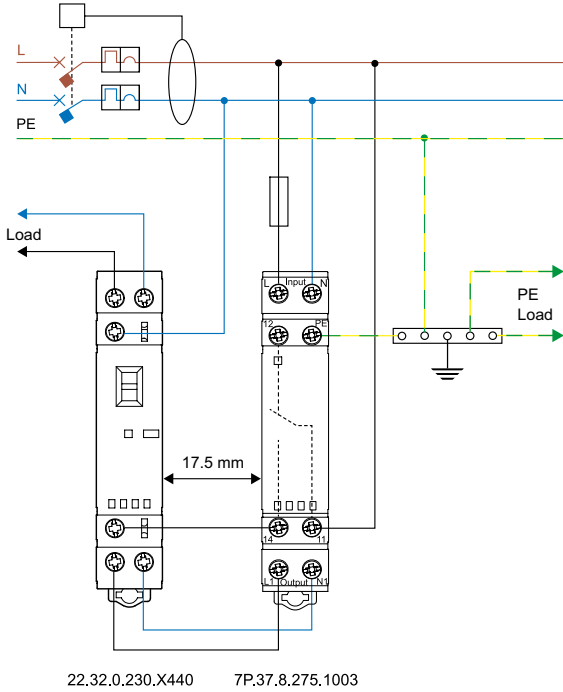 L
N
PE
Load
L Input N
12 PE
PE
Load
17.5 mm
14 11
L1 Output N1
22.32.0.230.X440 7P.37.8.275.1003